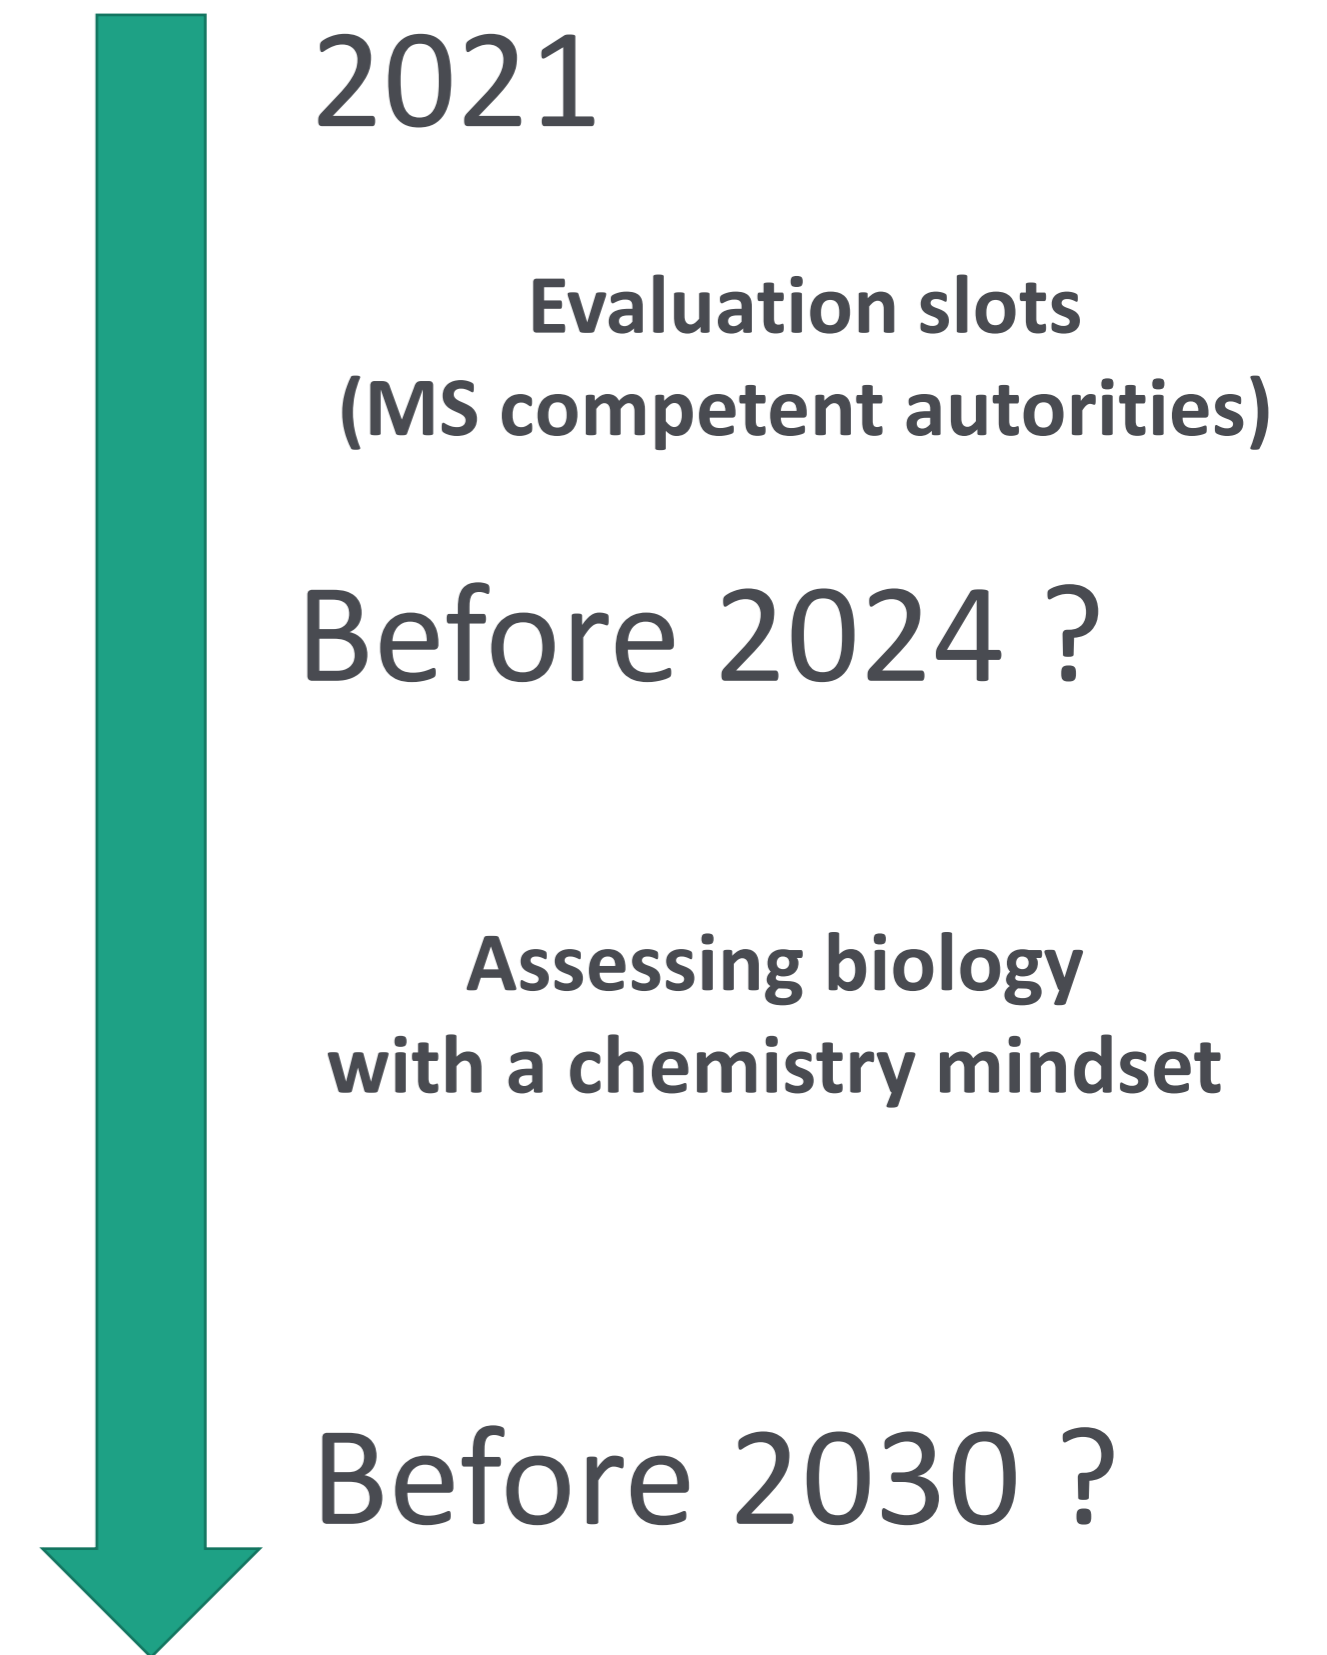 2021
Evaluation slots
(MS competent autorities)
Before 2024 ?
Assessing biology
with a chemistry mindset
Before 2030 ?